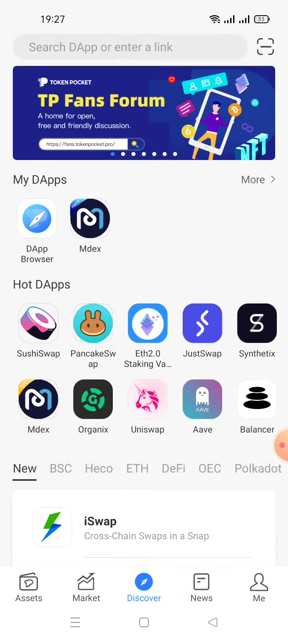 19:27
33
Search DApp or enter a link
TOKEN POCKET
TP Fans Forum
A home for open,
free and friendly discussion.
https://fans.tokenpocket.pro/
NFT
My DApps
More
DApp
Browser
Mdex
Hot DApps
SushiSwap
PancakeSw
ap
Eth2.0
Staking Va...
JustSwap
Synthetix
Mdex
Organix
Uniswap
Aave
Balancer
New BSC Heco ETH DeFi OEC Polkadot
iSwap
Cross-Chain Swaps in a Snap
Assets Market Discover News Me